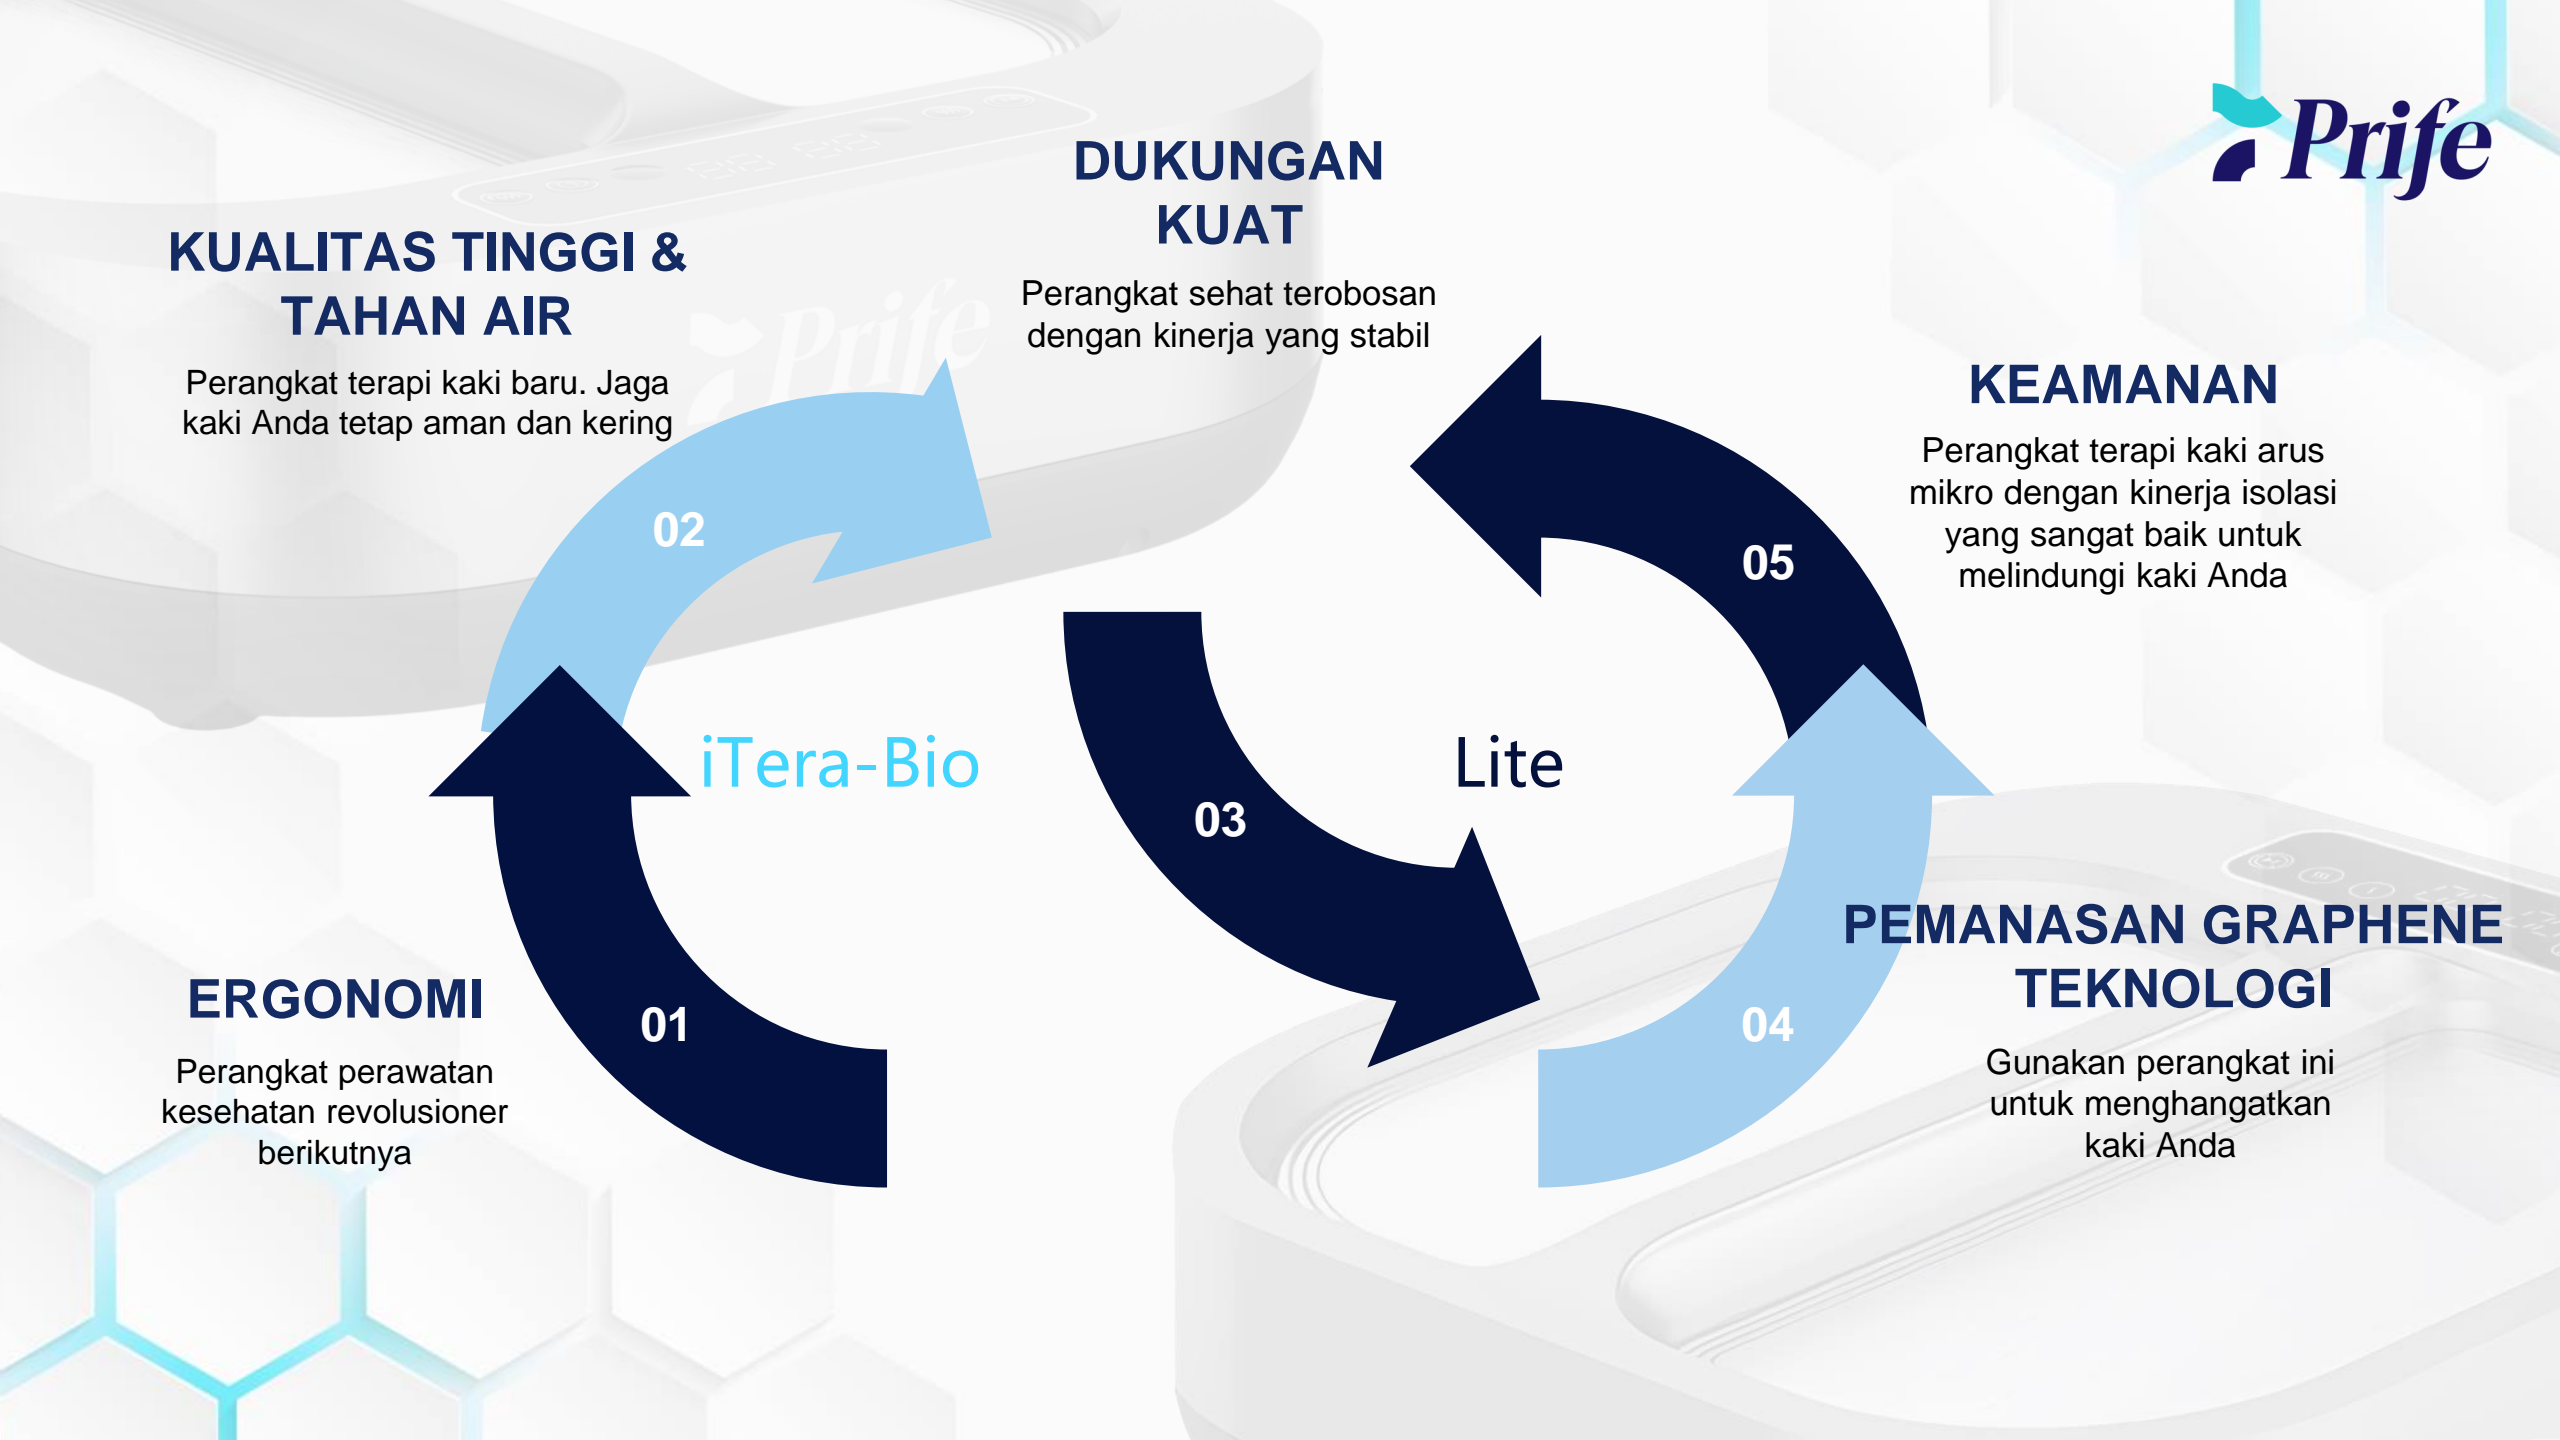 Prife
DUKUNGAN
KUAT
Perangkat sehat terobosan
dengan kinerja yang stabil
KUALITAS TINGGI &
TAHAN AIR
Perangkat terapi kaki baru. Jaga
kaki Anda tetap aman dan kering
Prife
KEAMANAN
Perangkat terapi kaki arus
mikro dengan kinerja isolasi
yang sangat baik untuk
melindungi kaki Anda
02
05
iTera-Bio
Lite
03
ERGONOMI
Perangkat perawatan
kesehatan revolusioner
berikutnya
01
04
PEMANASAN GRAPHENE
TEKNOLOGI
Gunakan perangkat ini
untuk menghangatkan
kaki Anda